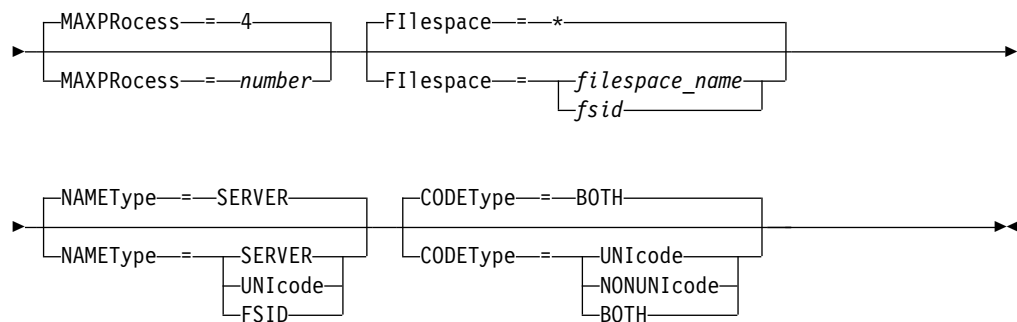 MAXPRocess = 4 FIlespace = *
MAXPRocess = number FIlespace = filespace_name
fsid
NAMEType = SERVER CODEType = BOTH
NAMEType = SERVER CODEType = UNIcode
UNIcode NONUNIcode
FSID BOTH